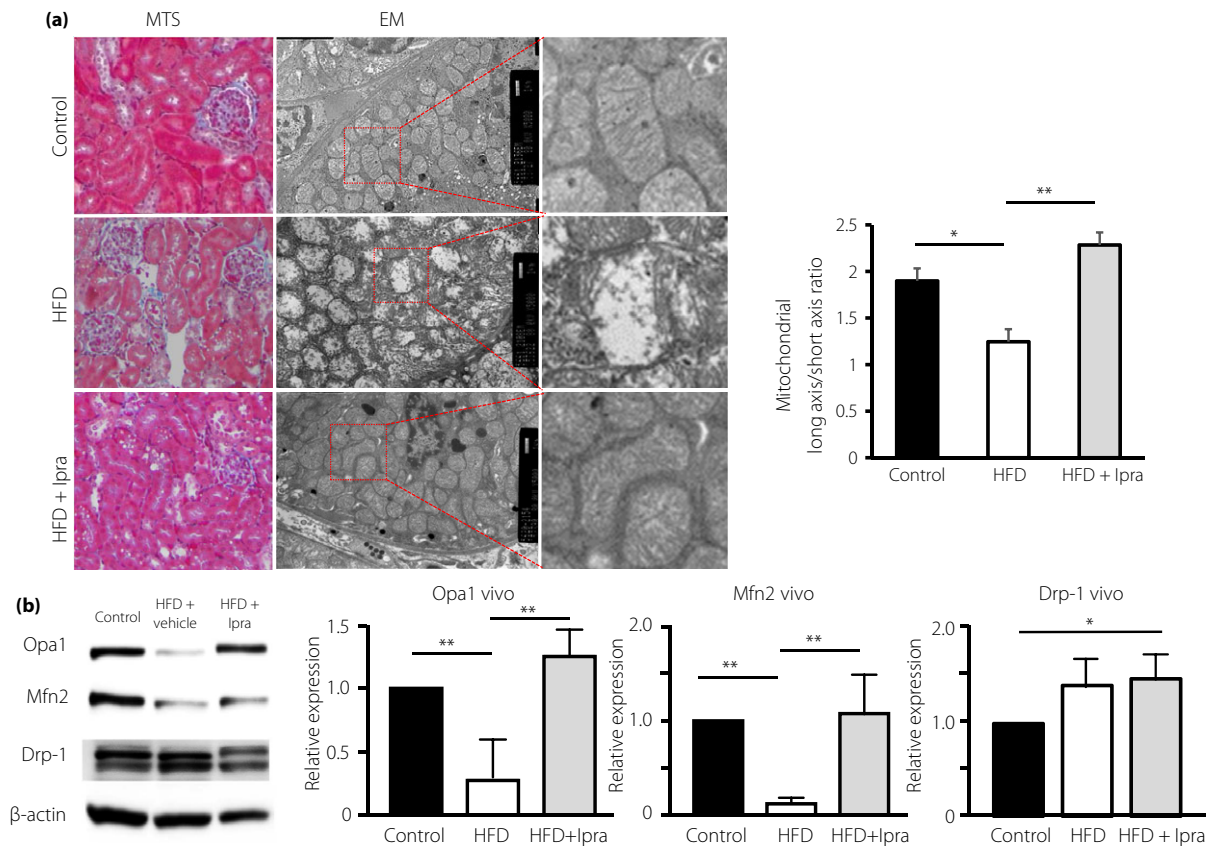 (a)
MTS
EM
Control
HFD
HFD + Ipra
Mitochondrial
long axis/short axis ratio
2.5
2
1.5
1
0.5
0
*
**
Control
HFD
HFD + Ipra
(b)
Control
HFD +
vehicle
HFD +
Ipra
Opa1
Mfn2
Drp-1
β-actin
Opa1 vivo
Relative expression
1.5
1.0
0.5
0
**
**
Control
HFD
HFD+Ipra
Mfn2 vivo
Relative expression
2.0
1.0
0
**
**
Control
HFD
HFD+Ipra
Drp-1 vivo
Relative expression
2.0
1.0
0
*
Control
HFD
HFD + Ipra